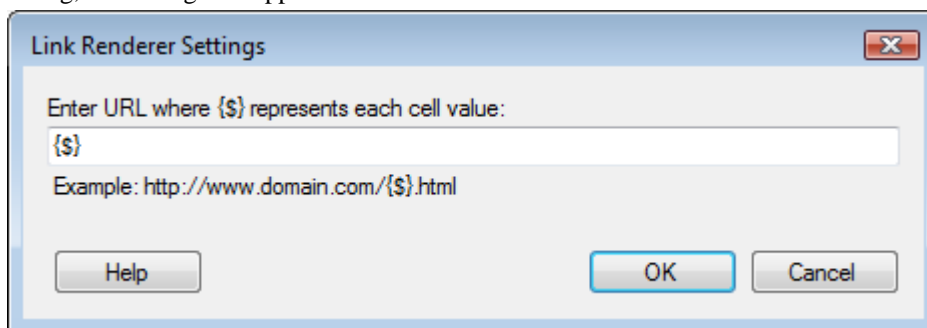 Link Renderer Settings
Enter URL where {$} represents each cell value:
{$}
Example: http://www.domain.com/{$}.html
Help
OK
Cancel